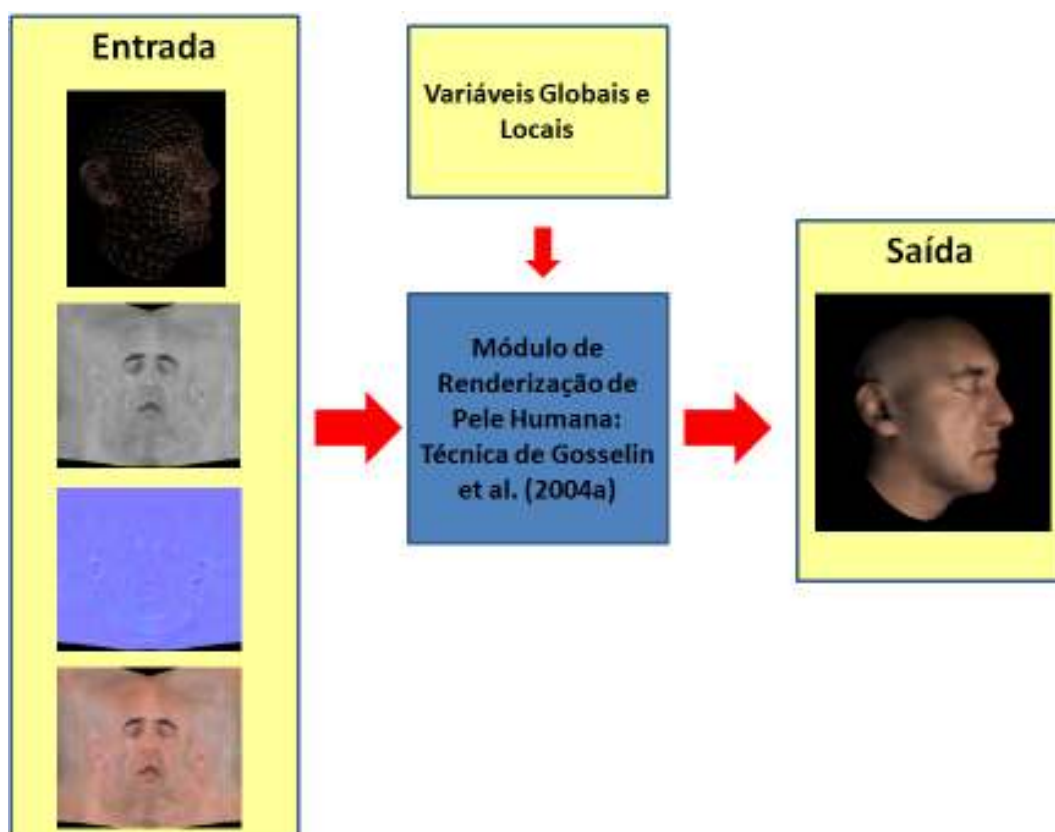 Entrada
Variáveis Globais e
Locais
Módulo de
Renderização de
Pele Humana:
Técnica de Gosselin
et al. (2004a)
Saída